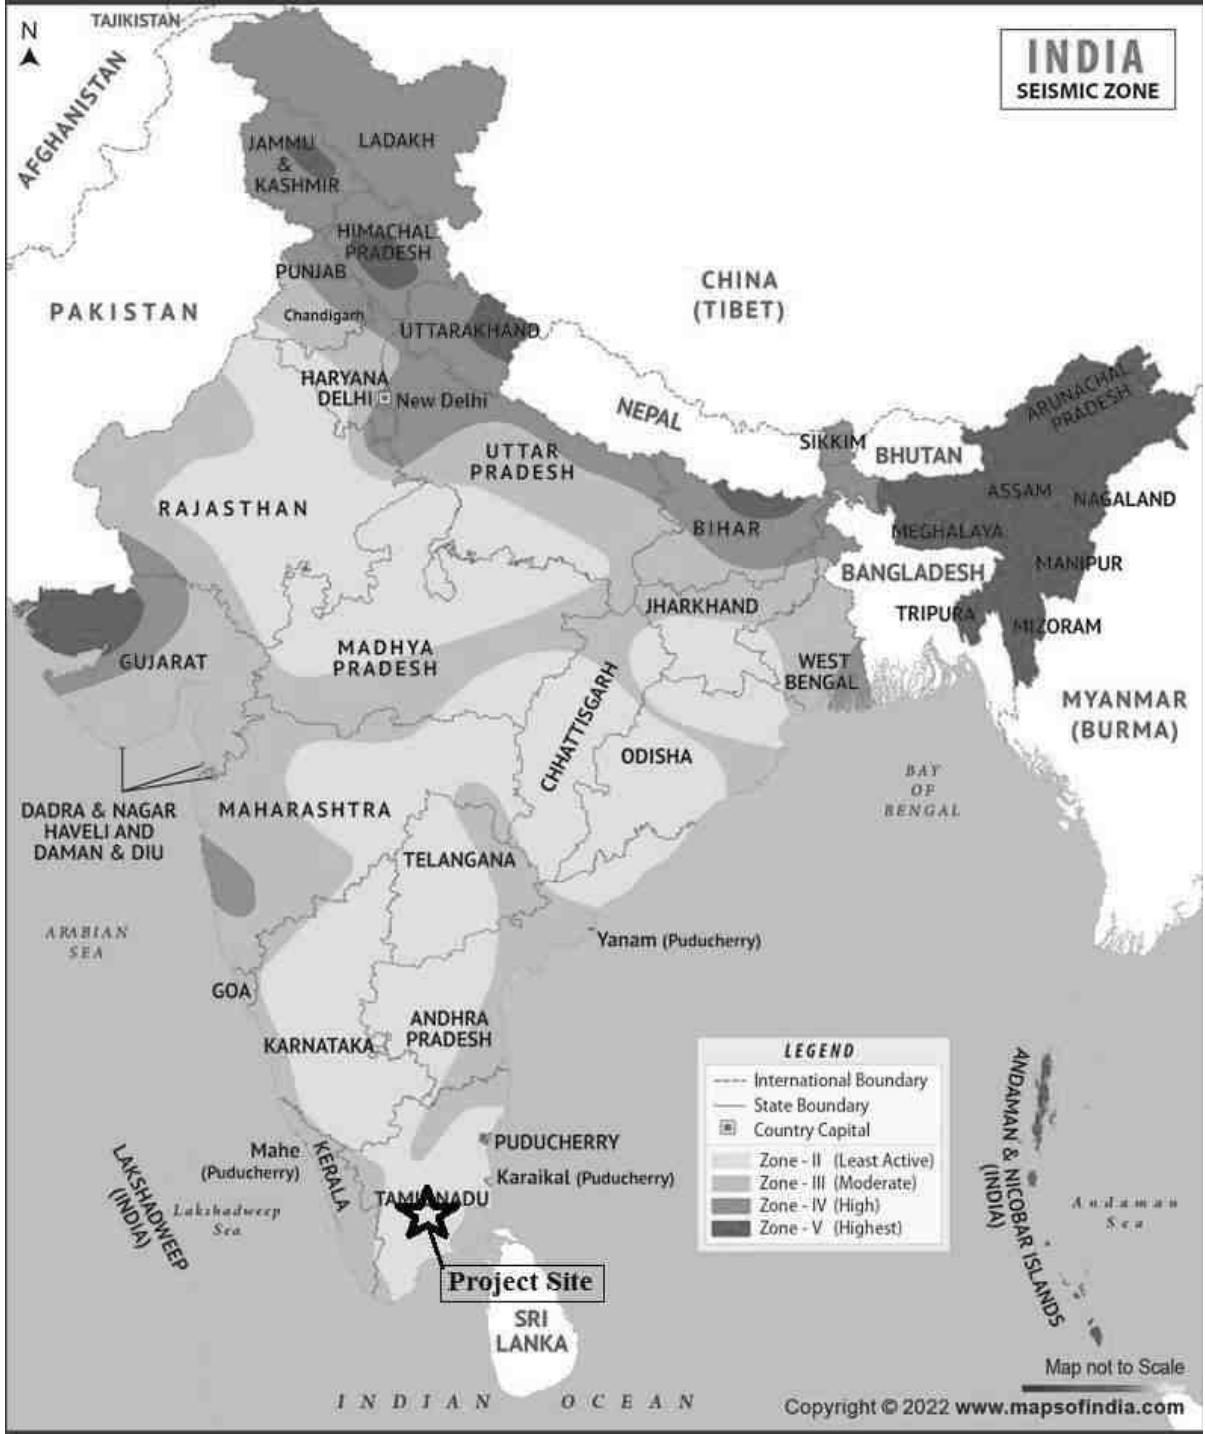 N
TAJIKISTAN
AFGHANISTAN
INDIA
SEISMIC ZONE
JAMMU
&
KASHMIR
LADAKH
HIMACHAL
PRADESH
PUNJAB
PAKISTAN
Chandigarh
UTTARAKHAND
CHINA
(TIBET)
HARYANA
DELHI
New Delhi
NEPAL
ARUNACHAL
PRADESH
SIKKIM
BHUTAN
UTTAR
PRADESH
RAJASTHAN
ASSAM
NAGALAND
BIHAR
MEGHALAYA
MANIPUR
BANGLADESH
JHARKHAND
TRIPURA
MIZORAM
GUJARAT
MADHYA
PRADESH
WEST
BENGAL
CHHATTISGARH
MYANMAR
(BURMA)
ODISHA
BAY
OF
BENGAL
DADRA & NAGAR
HAVELI AND
DAMAN & DIU
MAHARASHTRA
TELANGANA
ARABIAN
SEA
Yanam (Puducherry)
GOA
ANDHRA
PRADESH
KARNATAKA
LEGEND
International Boundary
State Boundary
Country Capital
Zone - II (Least Active)
Zone - III (Moderate)
Zone - IV (High)
Zone - V (Highest)
ANDAMAN & NICOBAR ISLANDS
(INDIA)
Andaman
Sea
PUDUCHERRY
Mahe
(Puducherry)
KERALA
Karaikal (Puducherry)
LAKSHADWEEP
(INDIA)
Lakshadweep
Sea
TAMIL NADU
Project Site
SRI
LANKA
INDIAN OCEAN
Map not to Scale
Copyright © 2022 www.mapsofindia.com